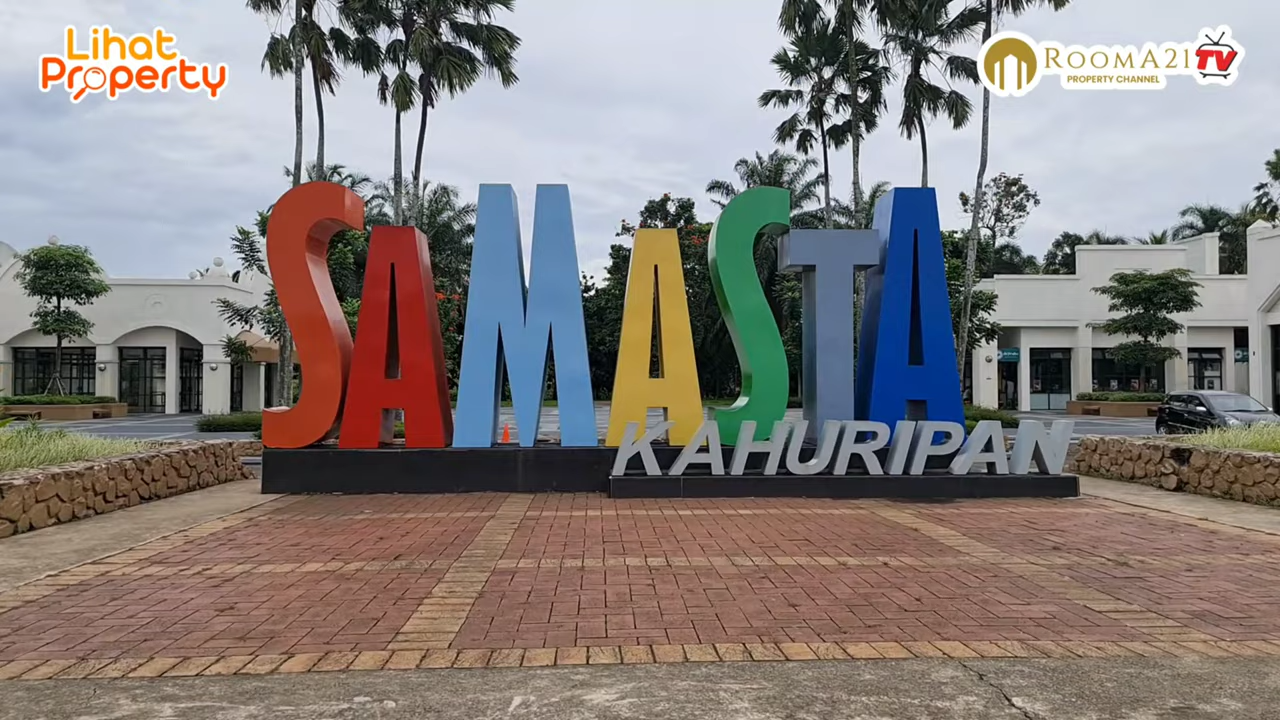 Lihat
Property
ROOMA21 TV
PROPERTY CHANNEL
SAMASTA
KAHURIPAN